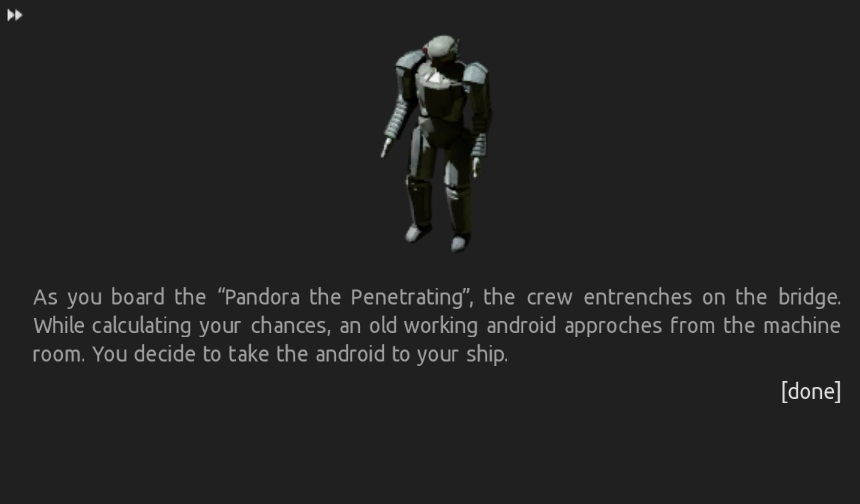 As you board the “Pandora the Penetrating”, the crew entrenches on the bridge.
While calculating your chances, an old working android approches from the machine
room. You decide to take the android to your ship.
[done]